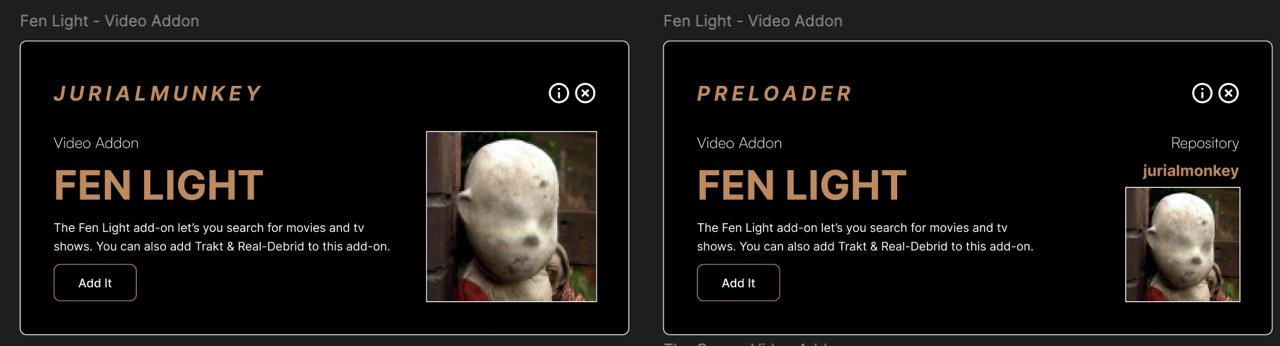 Fen Light - Video Addon
JURIALMUNKEY
Video Addon
FEN LIGHT
The Fen Light add-on let’s you search for movies and tv
shows. You can also add Trakt & Real-Debrid to this add-on.
Add It
Fen Light - Video Addon
PRELOADER
Video Addon
Repository
jurialmonkey
FEN LIGHT
The Fen Light add-on let’s you search for movies and tv
shows. You can also add Trakt & Real-Debrid to this add-on.
Add It